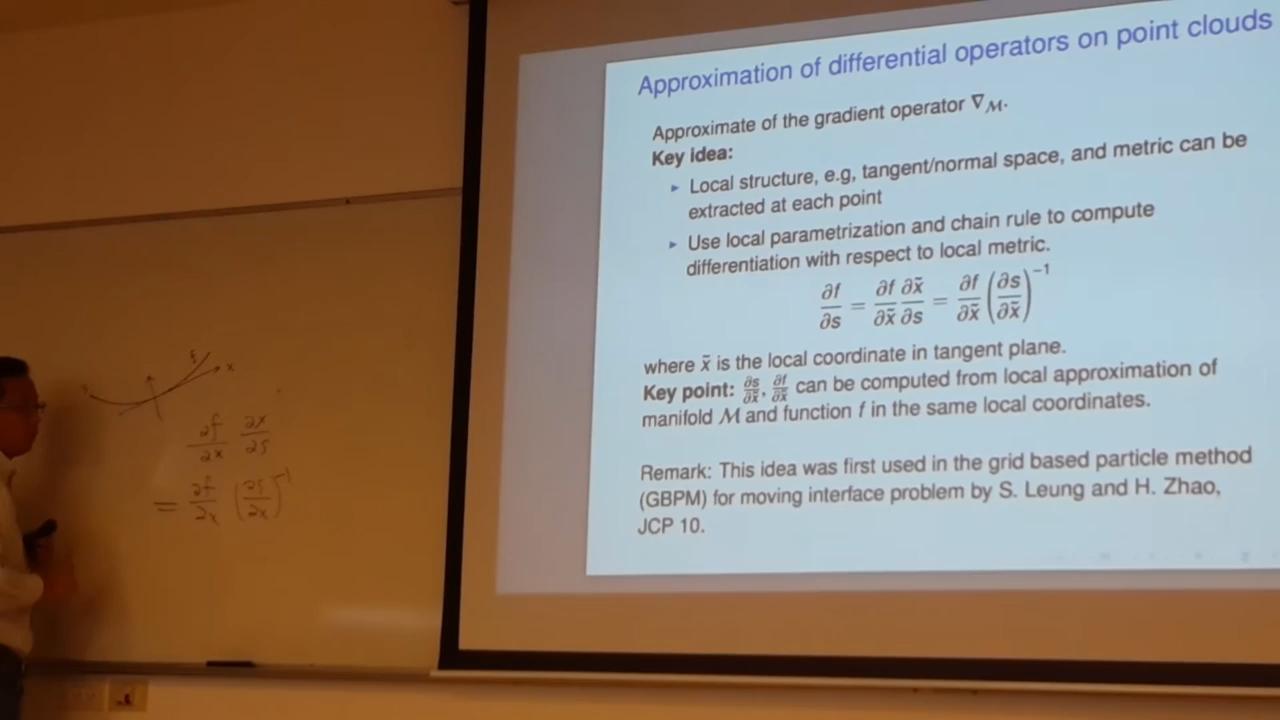 Approximation of differential operators on point clouds
Approximate of the gradient operator ∇_M.
Key idea:
▸ Local structure, e.g, tangent/normal space, and metric can be
extracted at each point
▸ Use local parametrization and chain rule to compute
differentiation with respect to local metric.
∂f/∂s = ∂f/∂x̃ ∂x̃/∂s = ∂f/∂x̃ (∂s/∂x̃)^−1
where x̃ is the local coordinate in tangent plane.
Key point: ∂s/∂x̃, ∂f/∂x̃ can be computed from local approximation of
manifold M and function f in the same local coordinates.
Remark: This idea was first used in the grid based particle method
(GBPM) for moving interface problem by S. Leung and H. Zhao,
JCP 10.
x
∂f/∂x ∂x/∂s
= ∂f/∂x (∂s/∂x)^−1